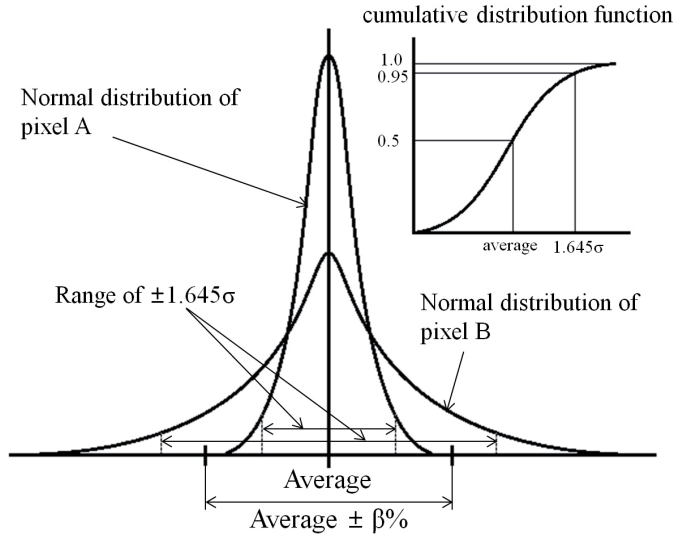 cumulative distribution function
1.0
0.95
0.5
average 1.645σ
Normal distribution of
pixel A
Range of ±1.645σ
Normal distribution of
pixel B
Average
Average ± β%